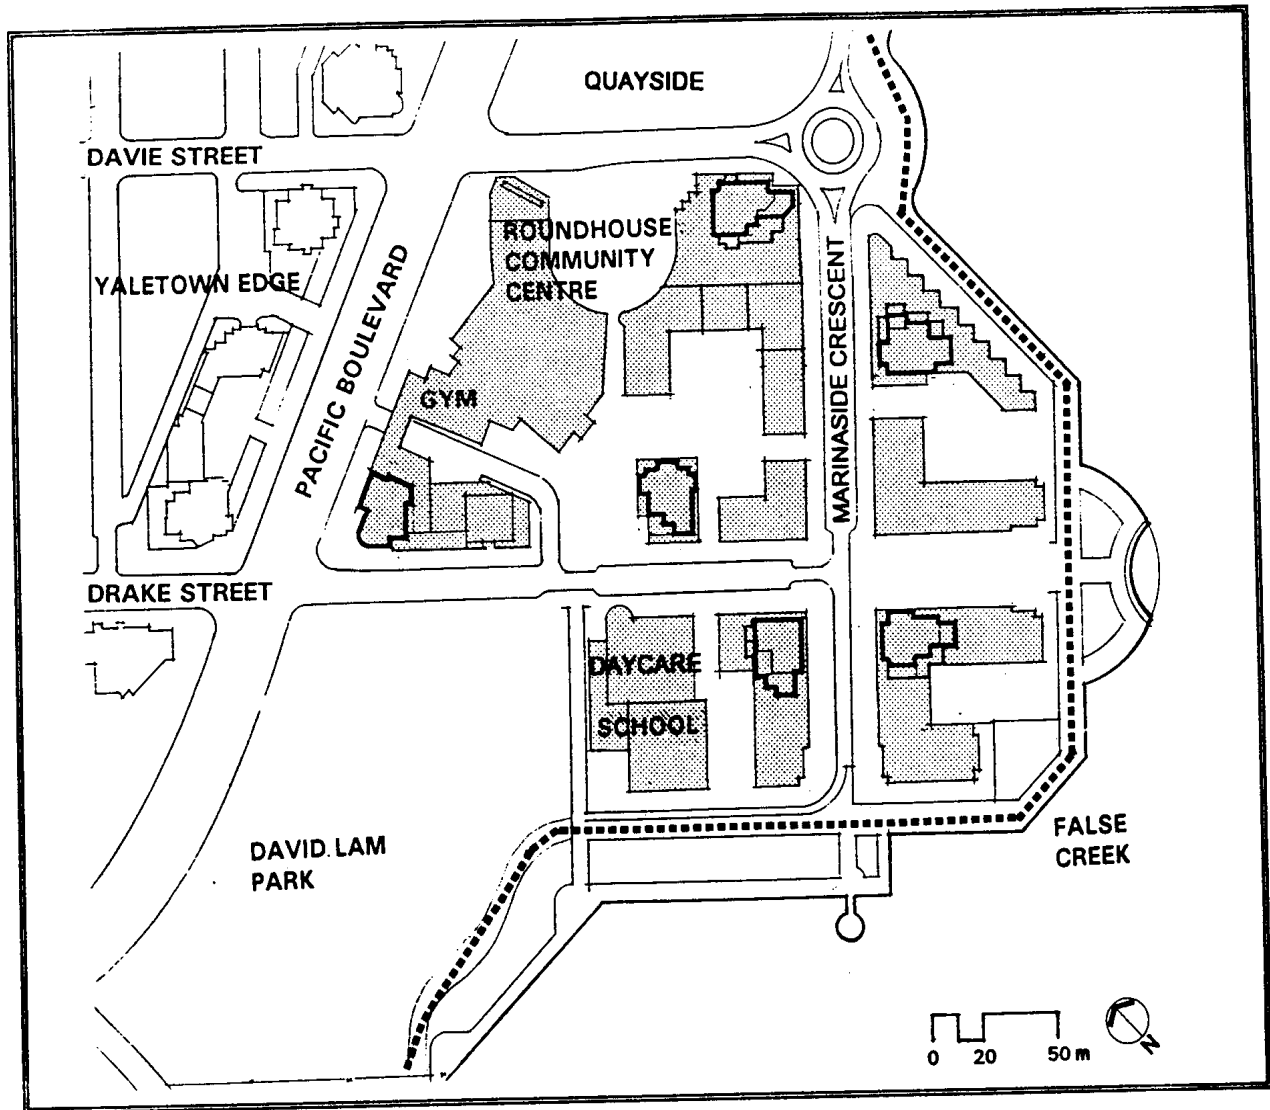 QUAYSIDE
DAVIE STREET
ROUNDHOUSE
COMMUNITY
CENTRE
YALETOWN EDGE
PACIFIC BOULEVARD
MARINASIDE CRESCENT
GYM
DRAKE STREET
DAYCARE
SCHOOL
DAVID LAM
PARK
FALSE
CREEK
0 20 50 m
N